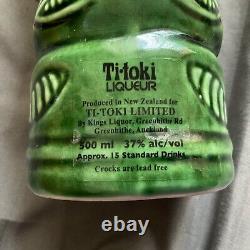 Ti-toki
LIQUEUR
Produced in New Zealand for
TI-TOKI LIMITED
By Kings Liquor, Greenhithe Rd
Greenhithe, Auckland
500 ml 37% alc/vol
Approx. 15 Standard Drinks
Crocks are lead free